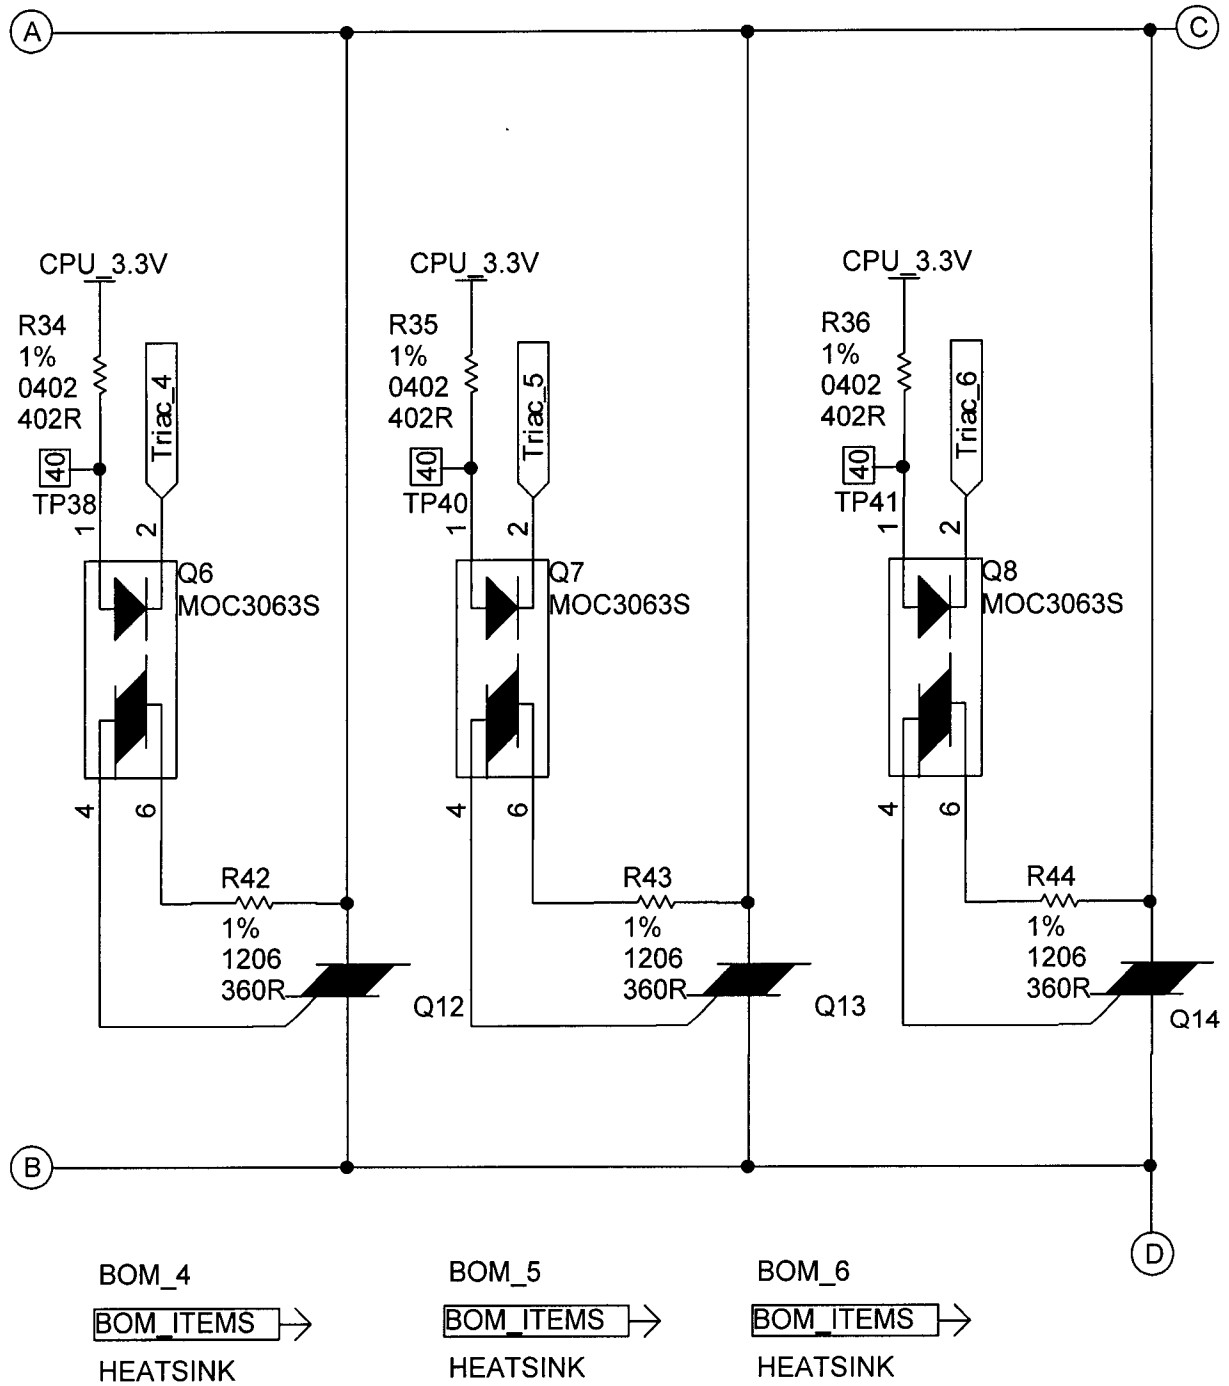 A
C
CPU_3.3V
R34
1%
0402
402R
Triac_4
40
TP38
1
2
Q6
MOC3063S
4
6
R42
1%
1206
360R
Q12
CPU_3.3V
R35
1%
0402
402R
Triac_5
40
TP40
1
2
Q7
MOC3063S
4
6
R43
1%
1206
360R
Q13
CPU_3.3V
R36
1%
0402
402R
Triac_6
40
TP41
1
2
Q8
MOC3063S
4
6
R44
1%
1206
360R
Q14
B
D
BOM_4
BOM_ITEMS
HEATSINK
BOM_5
BOM_ITEMS
HEATSINK
BOM_6
BOM_ITEMS
HEATSINK